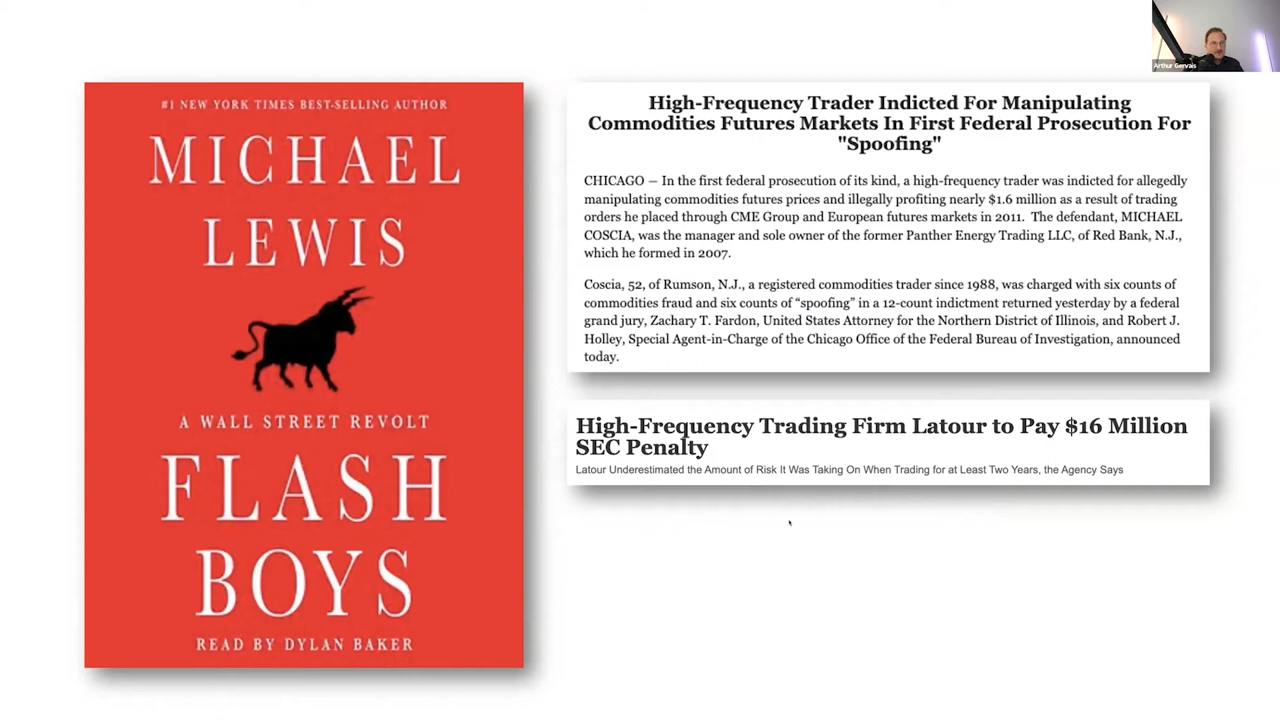 #1 NEW YORK TIMES BEST-SELLING AUTHOR
MICHAEL
LEWIS
A WALL STREET REVOLT
FLASH
BOYS
READ BY DYLAN BAKER
High-Frequency Trader Indicted For Manipulating
Commodities Futures Markets In First Federal Prosecution For
"Spoofing"
CHICAGO — In the first federal prosecution of its kind, a high-frequency trader was indicted for allegedly
manipulating commodities futures prices and illegally profiting nearly $1.6 million as a result of trading
orders he placed through CME Group and European futures markets in 2011. The defendant, MICHAEL
COSCIA, was the manager and sole owner of the former Panther Energy Trading LLC, of Red Bank, N.J.,
which he formed in 2007.
Coscia, 52, of Rumson, N.J., a registered commodities trader since 1988, was charged with six counts of
commodities fraud and six counts of “spoofing” in a 12-count indictment returned yesterday by a federal
grand jury, Zachary T. Fardon, United States Attorney for the Northern District of Illinois, and Robert J.
Holley, Special Agent-in-Charge of the Chicago Office of the Federal Bureau of Investigation, announced
today.
High-Frequency Trading Firm Latour to Pay $16 Million
SEC Penalty
Latour Underestimated the Amount of Risk It Was Taking On When Trading for at Least Two Years, the Agency Says
Arthur Gervais